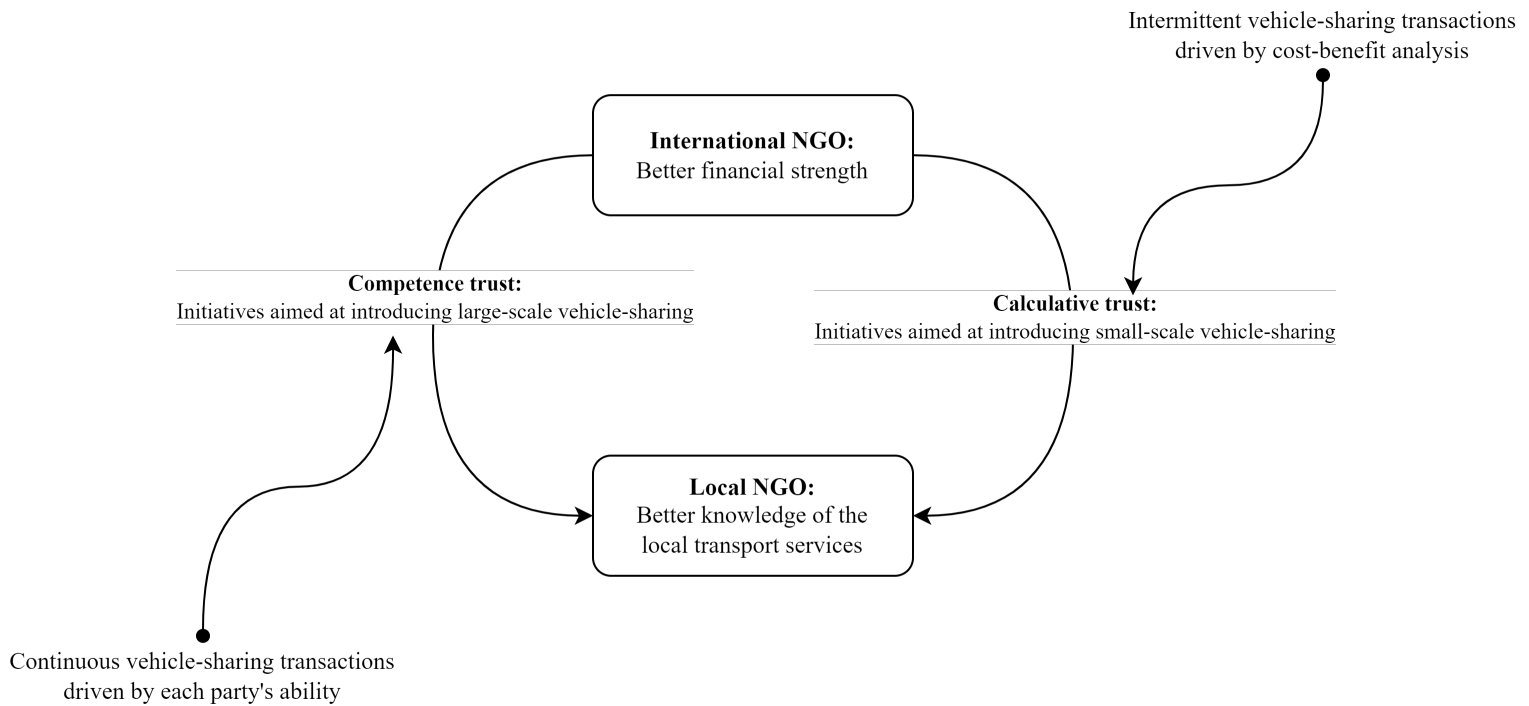 Intermittent vehicle-sharing transactions
driven by cost-benefit analysis
International NGO:
Better financial strength
Competence trust:
Initiatives aimed at introducing large-scale vehicle-sharing
Calculative trust:
Initiatives aimed at introducing small-scale vehicle-sharing
Local NGO:
Better knowledge of the
local transport services
Continuous vehicle-sharing transactions
driven by each party's ability